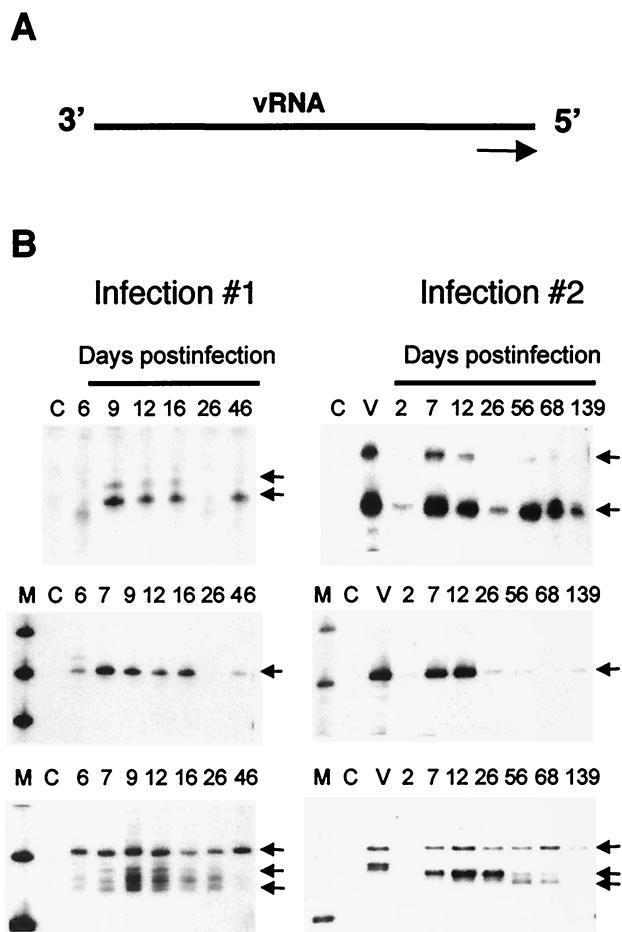 A
vRNA
3’ 5’
B
Infection #1
Days postinfection
C 6 9 12 16 26 46
M C 6 7 9 12 16 26 46
M C 6 7 9 12 16 26 46
Infection #2
Days postinfection
C V 2 7 12 26 56 68 139
M C V 2 7 12 26 56 68 139
M C V 2 7 12 26 56 68 139